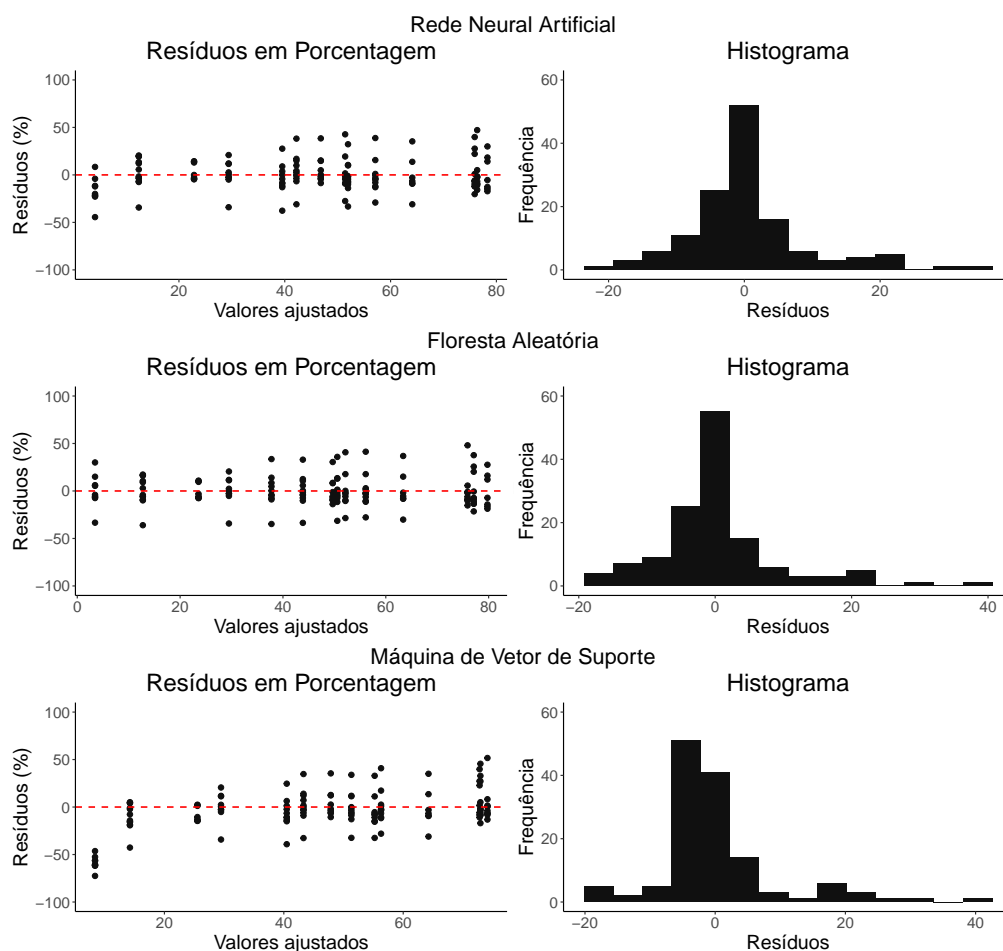 Rede Neural Artificial
Resíduos em Porcentagem
Histograma
Resíduos (%)
100
50
0
−50
−100
20
40
60
80
Valores ajustados
Frequência
60
40
20
0
−20
0
20
Resíduos
Floresta Aleatória
Resíduos em Porcentagem
Histograma
Resíduos (%)
100
50
0
−50
−100
0
20
40
60
80
Valores ajustados
Frequência
60
40
20
0
−20
0
20
40
Resíduos
Máquina de Vetor de Suporte
Resíduos em Porcentagem
Histograma
Resíduos (%)
100
50
0
−50
−100
20
40
60
Valores ajustados
Frequência
60
40
20
0
−20
0
20
40
Resíduos